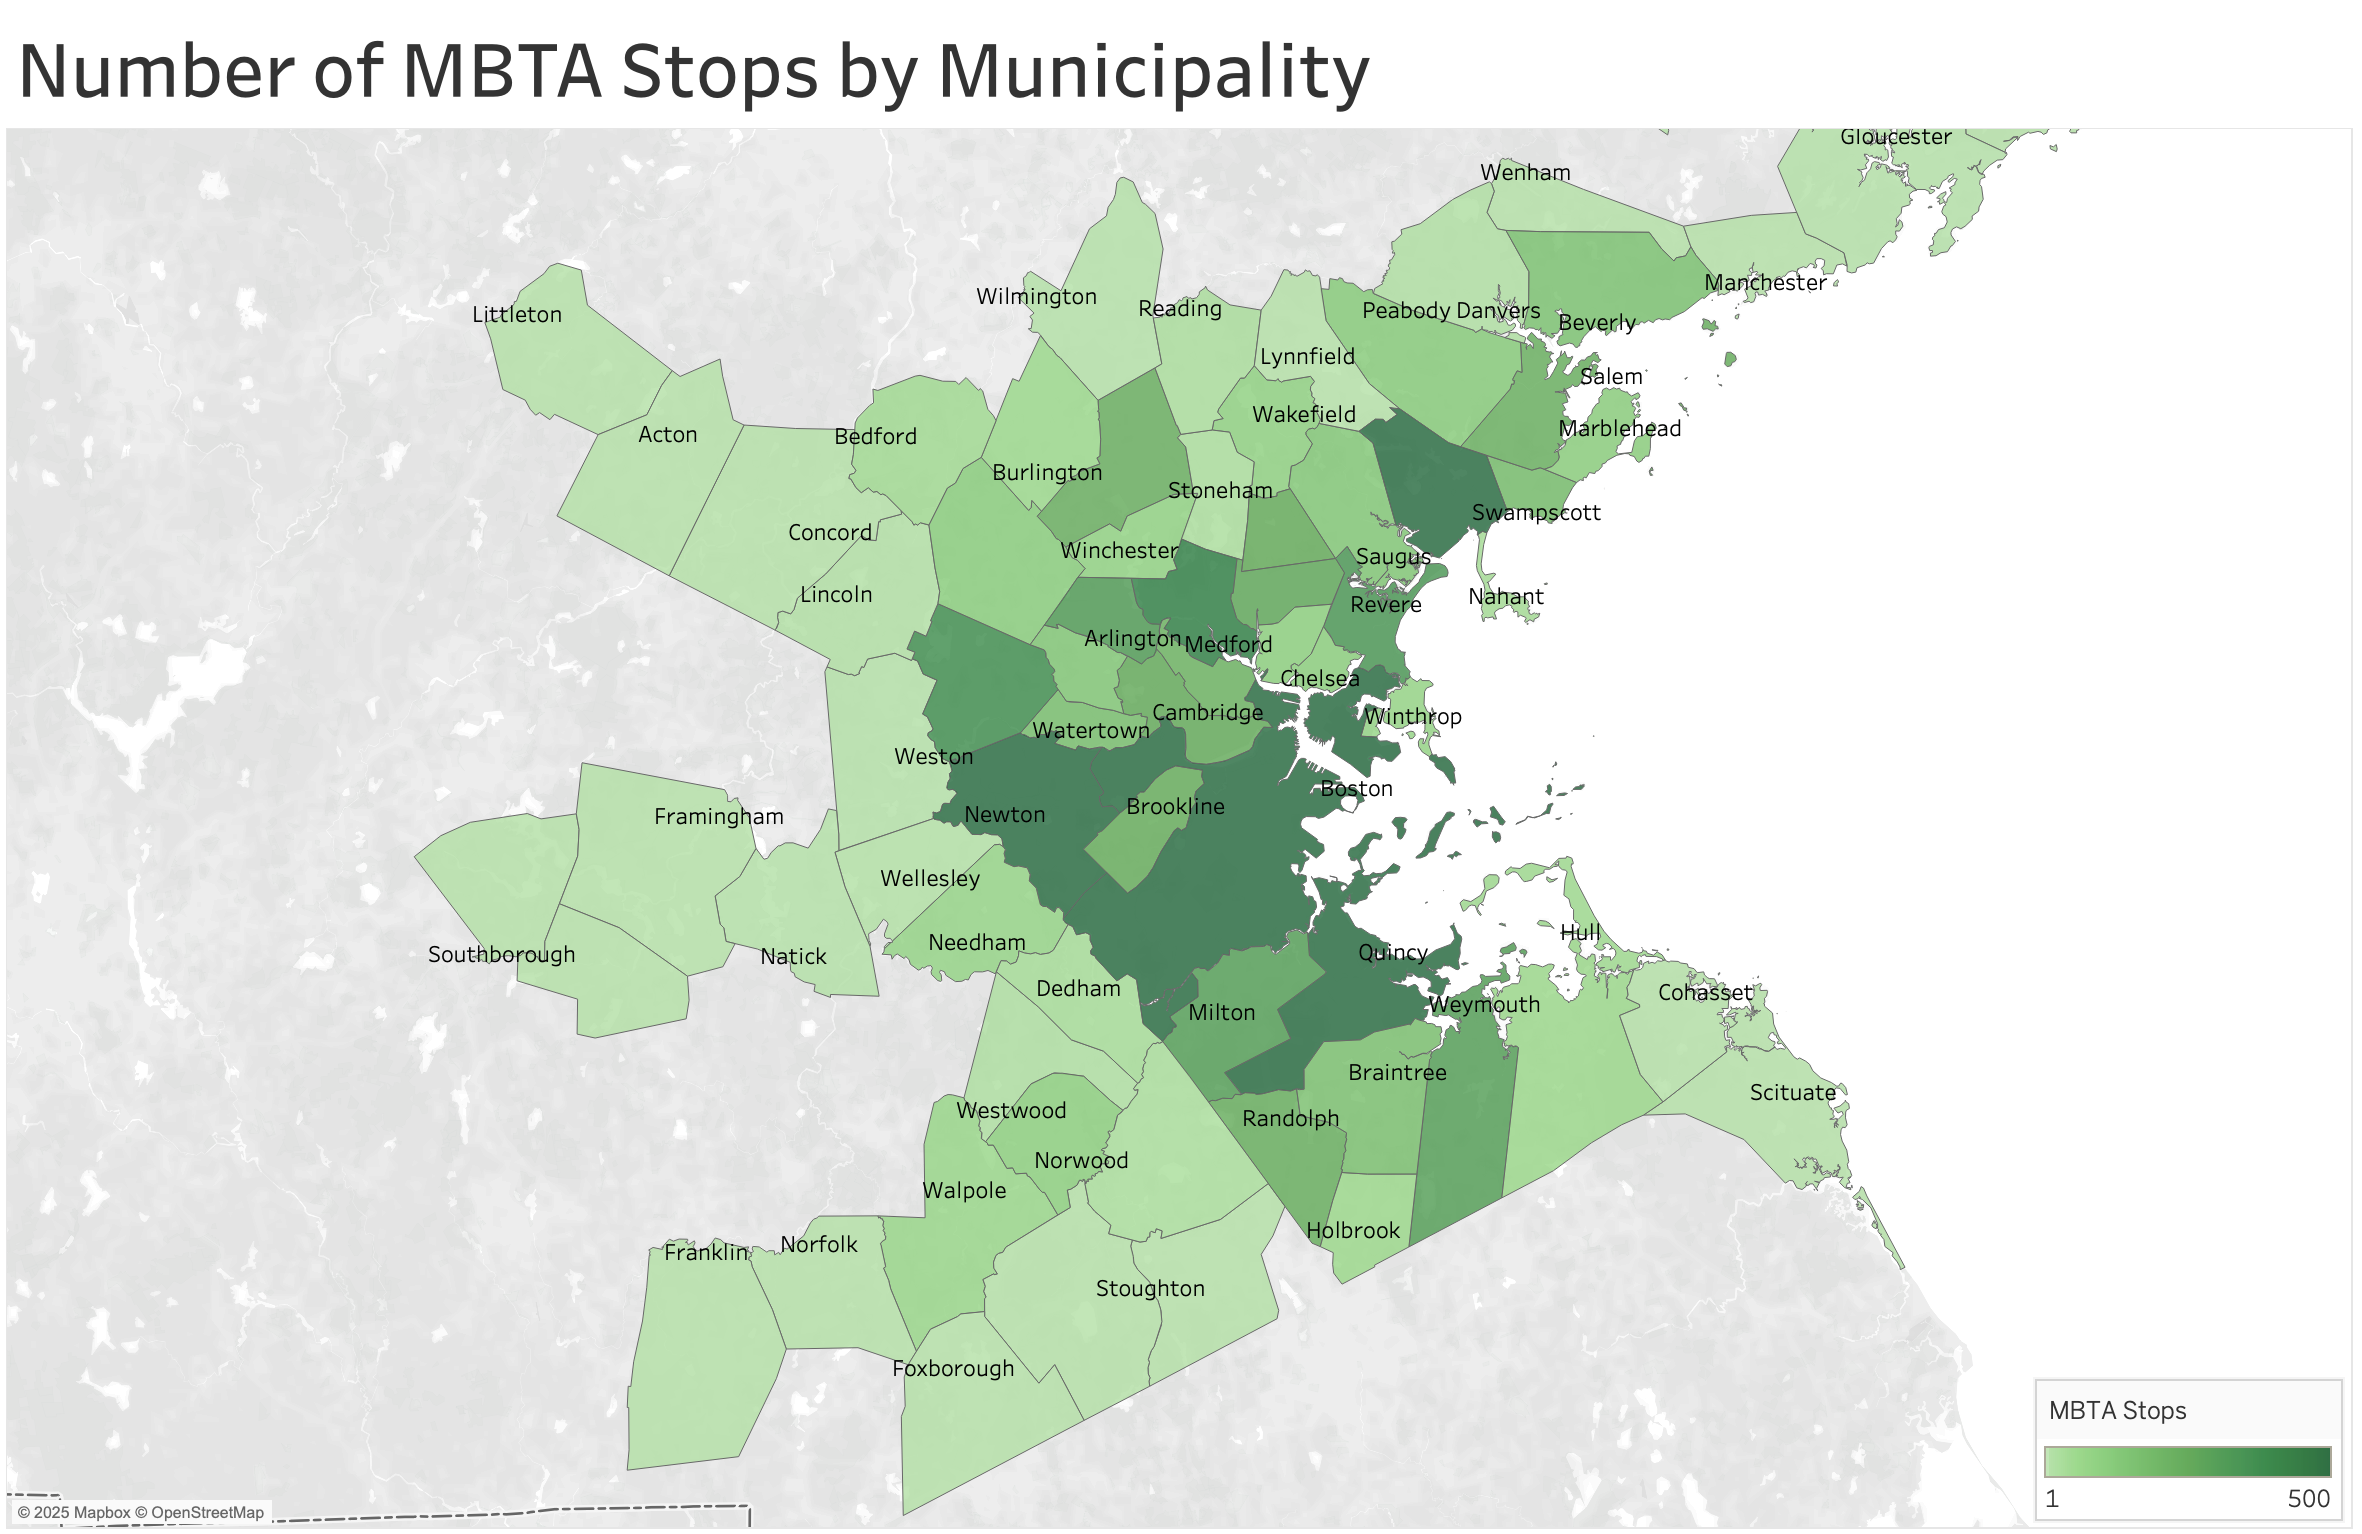 Number of MBTA Stops by Municipality
Gloucester
Wenham
Manchester
Wilmington
Reading
Peabody Danvers
Beverly
Littleton
Lynnfield
Salem
Wakefield
Marblehead
Acton
Bedford
Burlington
Stoneham
Swampscott
Concord
Winchester
Saugus
Lincoln
Revere
Nahant
Arlington
Medford
Chelsea
Cambridge
Winthrop
Watertown
Weston
Boston
Framingham
Newton
Brookline
Wellesley
Needham
Hull
Southborough
Natick
Quincy
Dedham
Cohasset
Milton
Weymouth
Braintree
Scituate
Westwood
Randolph
Norwood
Walpole
Holbrook
Franklin
Norfolk
Stoughton
Foxborough
MBTA Stops
1 500
© 2025 Mapbox © OpenStreetMap